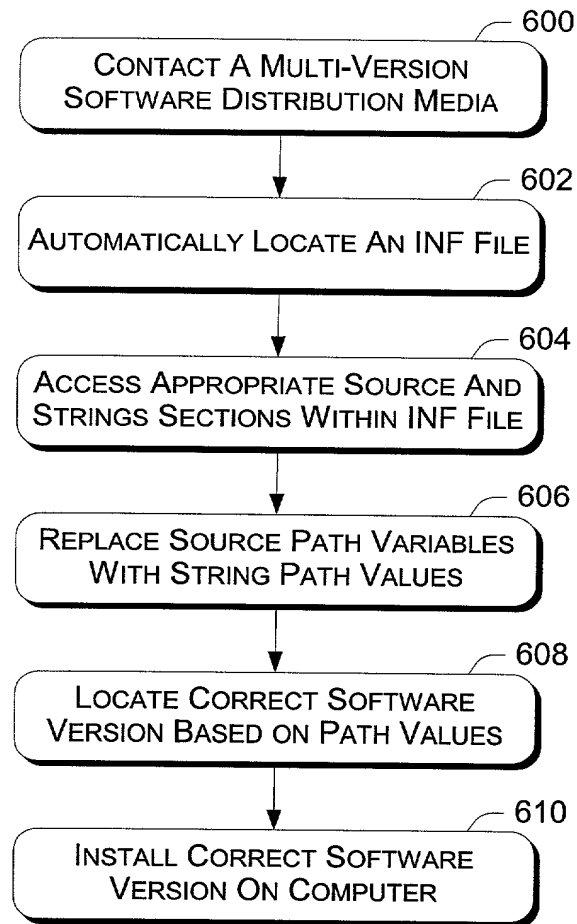 600
CONTACT A MULTI-VERSION
SOFTWARE DISTRIBUTION MEDIA
602
AUTOMATICALLY LOCATE AN INF FILE
604
ACCESS APPROPRIATE SOURCE AND
STRINGS SECTIONS WITHIN INF FILE
606
REPLACE SOURCE PATH VARIABLES
WITH STRING PATH VALUES
608
LOCATE CORRECT SOFTWARE
VERSION BASED ON PATH VALUES
610
INSTALL CORRECT SOFTWARE
VERSION ON COMPUTER